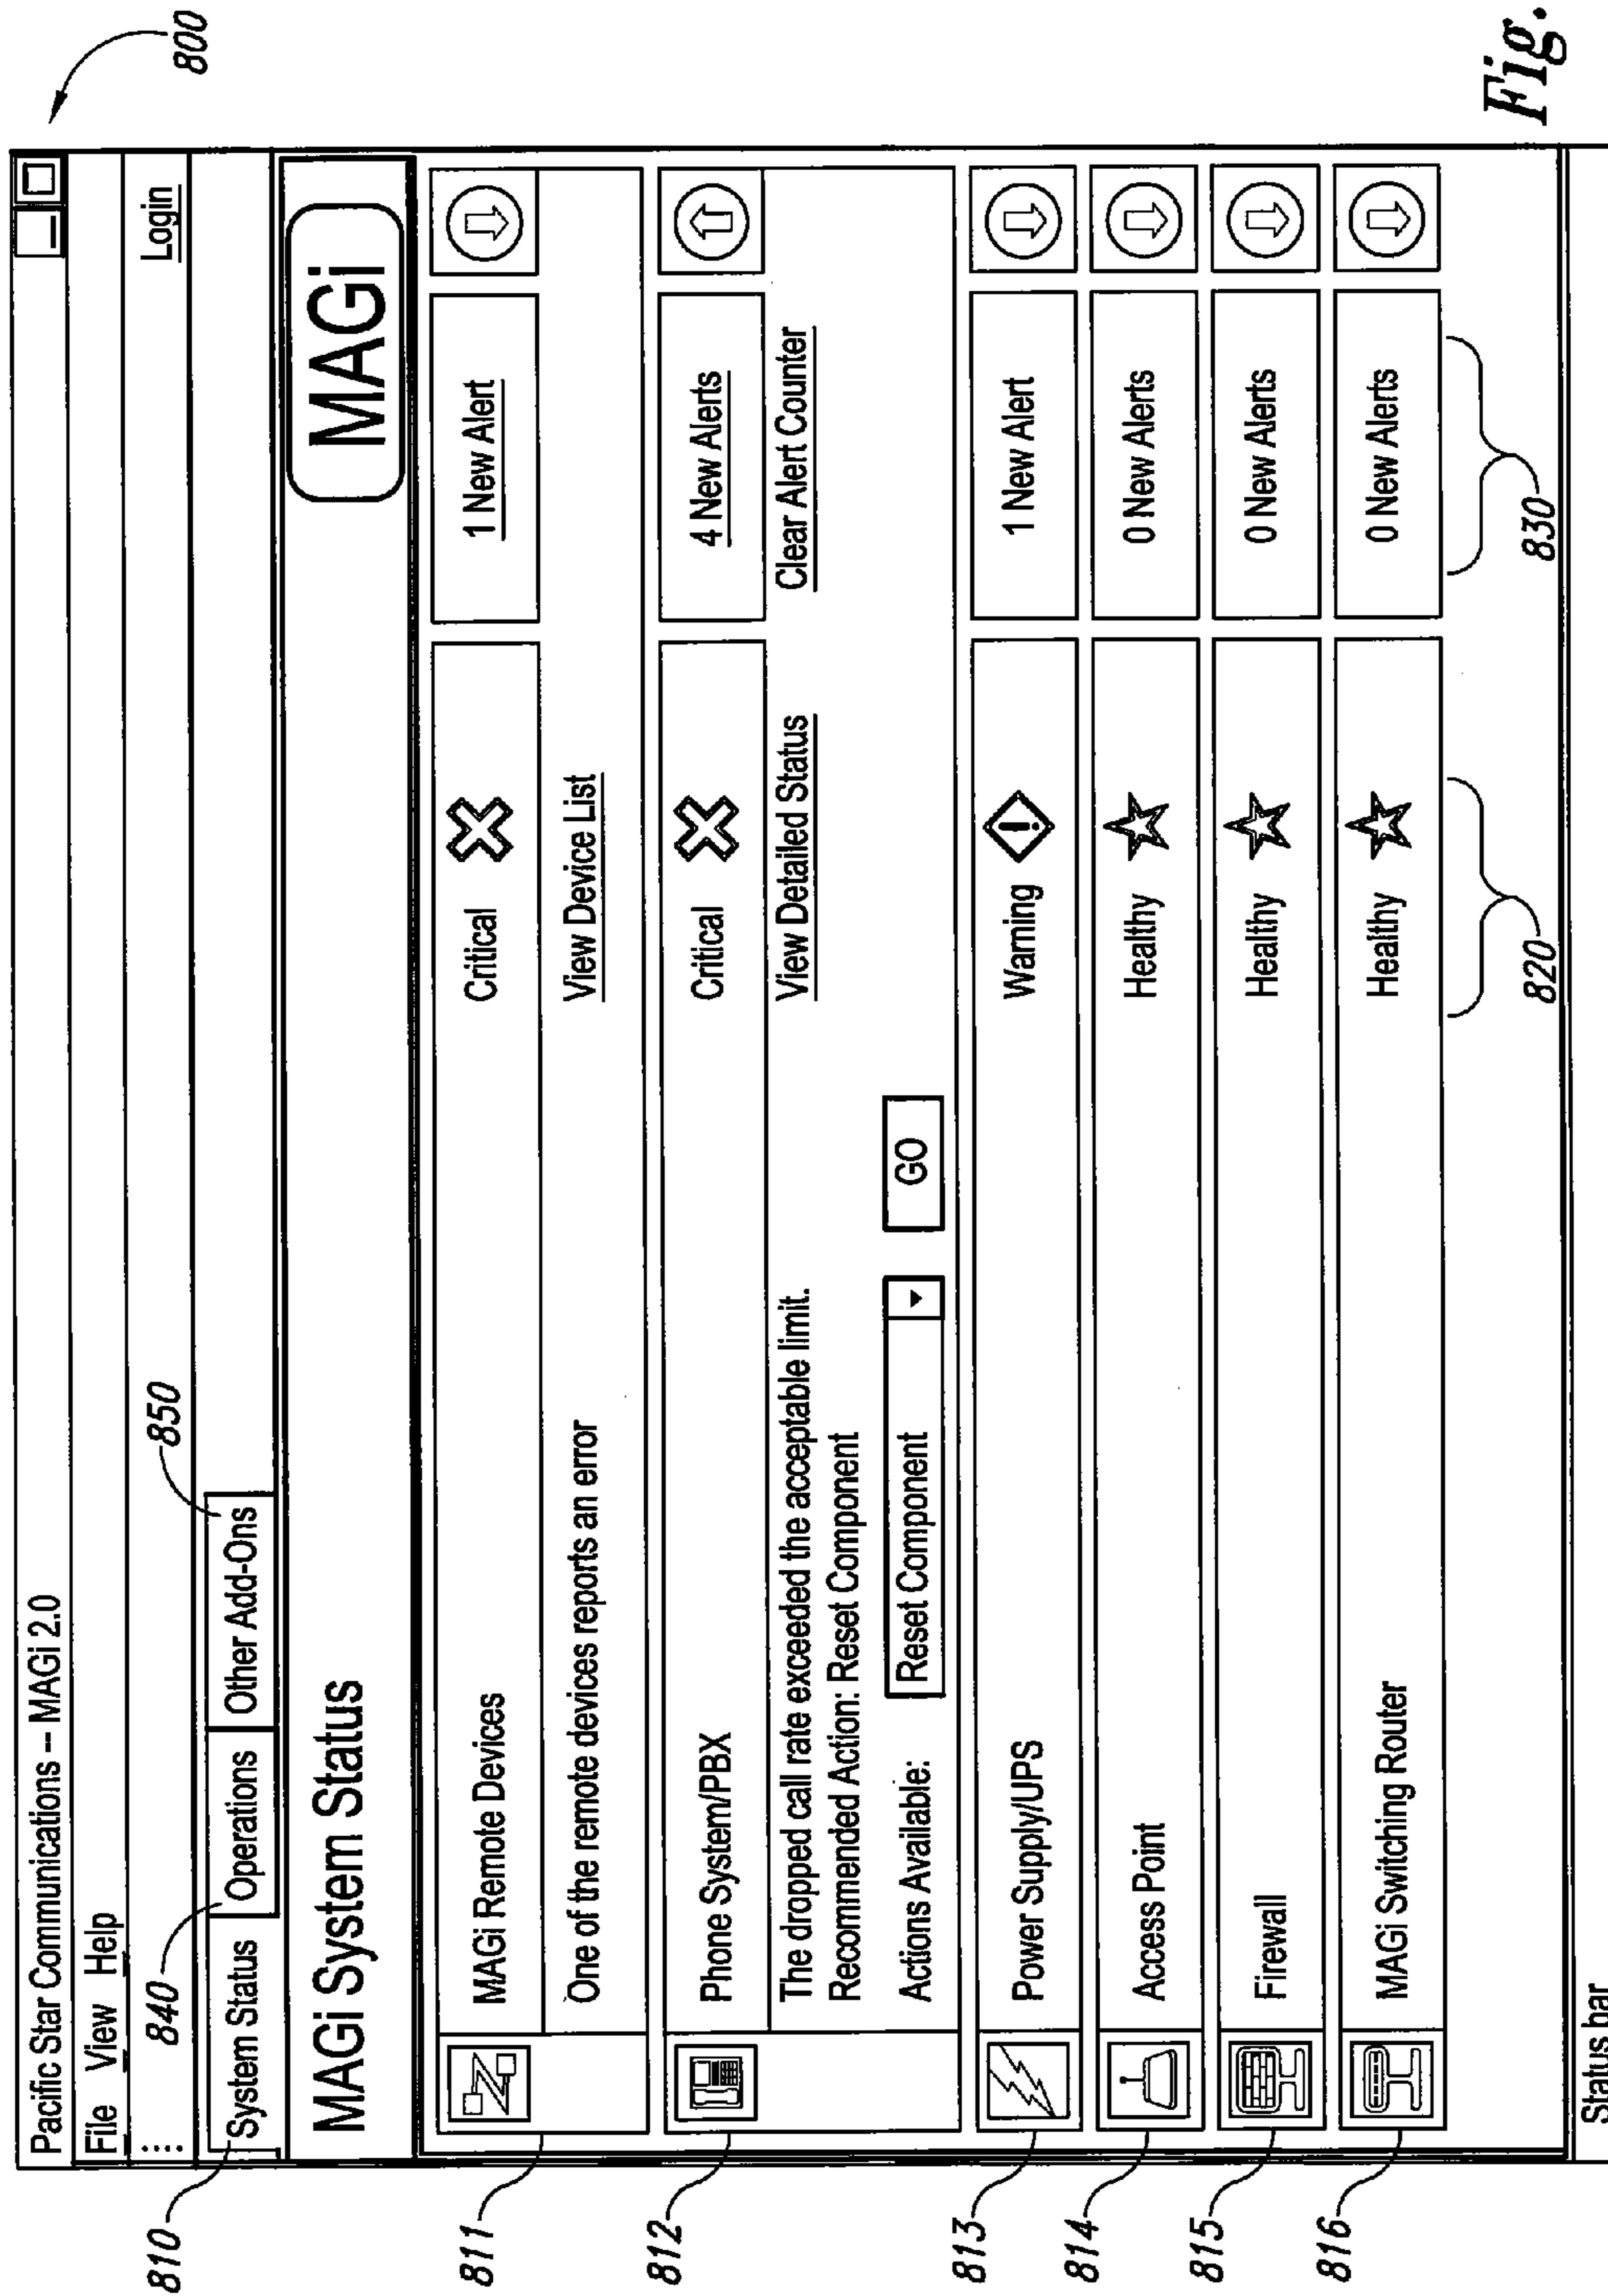 800
Pacific Star Communications -- MAGi 2.0
File View Help
Login
840
850
810
System Status Operations Other Add-Ons
MAGi System Status
MAGi
811
MAGi Remote Devices Critical 1 New Alert
One of the remote devices reports an error View Device List
812
Phone System/PBX Critical 4 New Alerts
The dropped call rate exceeded the acceptable limit. View Detailed Status Clear Alert Counter
Recommended Action: Reset Component
Actions Available: Reset Component GO
813
Power Supply/UPS Warning ! 1 New Alert
814
Access Point Healthy 0 New Alerts
815
Firewall Healthy 0 New Alerts
816
MAGi Switching Router Healthy 0 New Alerts
820 830
Status bar
Fig.